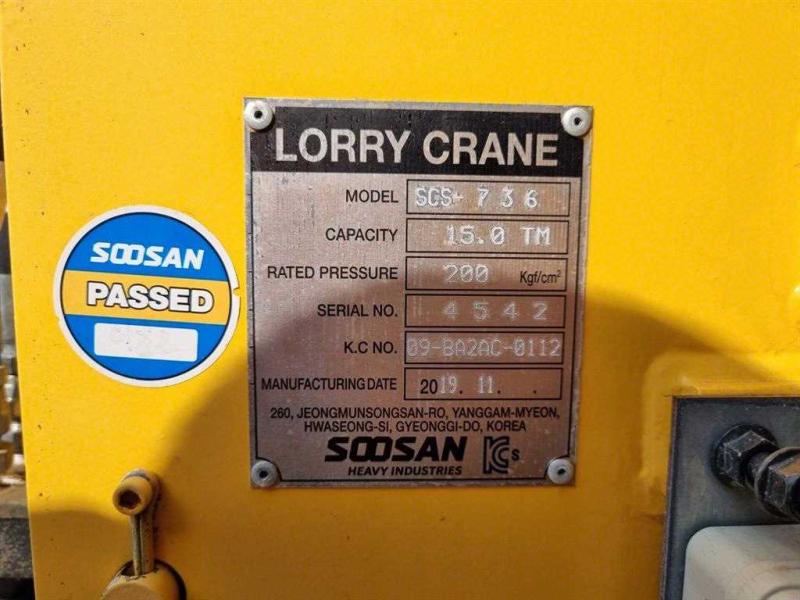 LORRY CRANE
MODEL SCS- 736
CAPACITY 15.0 TM
RATED PRESSURE 200 Kgf/cm²
SERIAL NO. 4542
K.C NO. 09-BA2AC-0112
MANUFACTURING DATE 2019. 11. .
260, JEONGMUNSONGSAN-RO, YANGGAM-MYEON,
HWASEONG-SI, GYEONGGI-DO, KOREA
SOOSAN
HEAVY INDUSTRIES
KCs
SOOSAN
PASSED